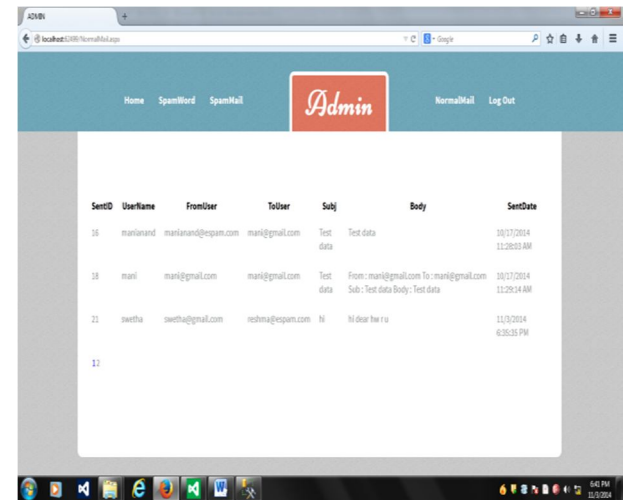 ADMIN
localhost:62089/NormalMail.aspx
Google
Home SpamWord SpamMail Admin NormalMail Log Out
SentID UserName FromUser ToUser Subj Body SentDate
16 manianand manianand@espam.com mani@gmail.com Test data Test data 10/17/2014 11:28:03 AM
18 mani mani@gmail.com mani@gmail.com Test data From : mani@gmail.com To : mani@gmail.com Sub : Test data Body : Test data 10/17/2014 11:29:14 AM
21 swetha swetha@gmail.com reshma@espam.com hi hi dear hw r u 11/3/2014 6:35:35 PM
12
6:41 PM
11/3/2014